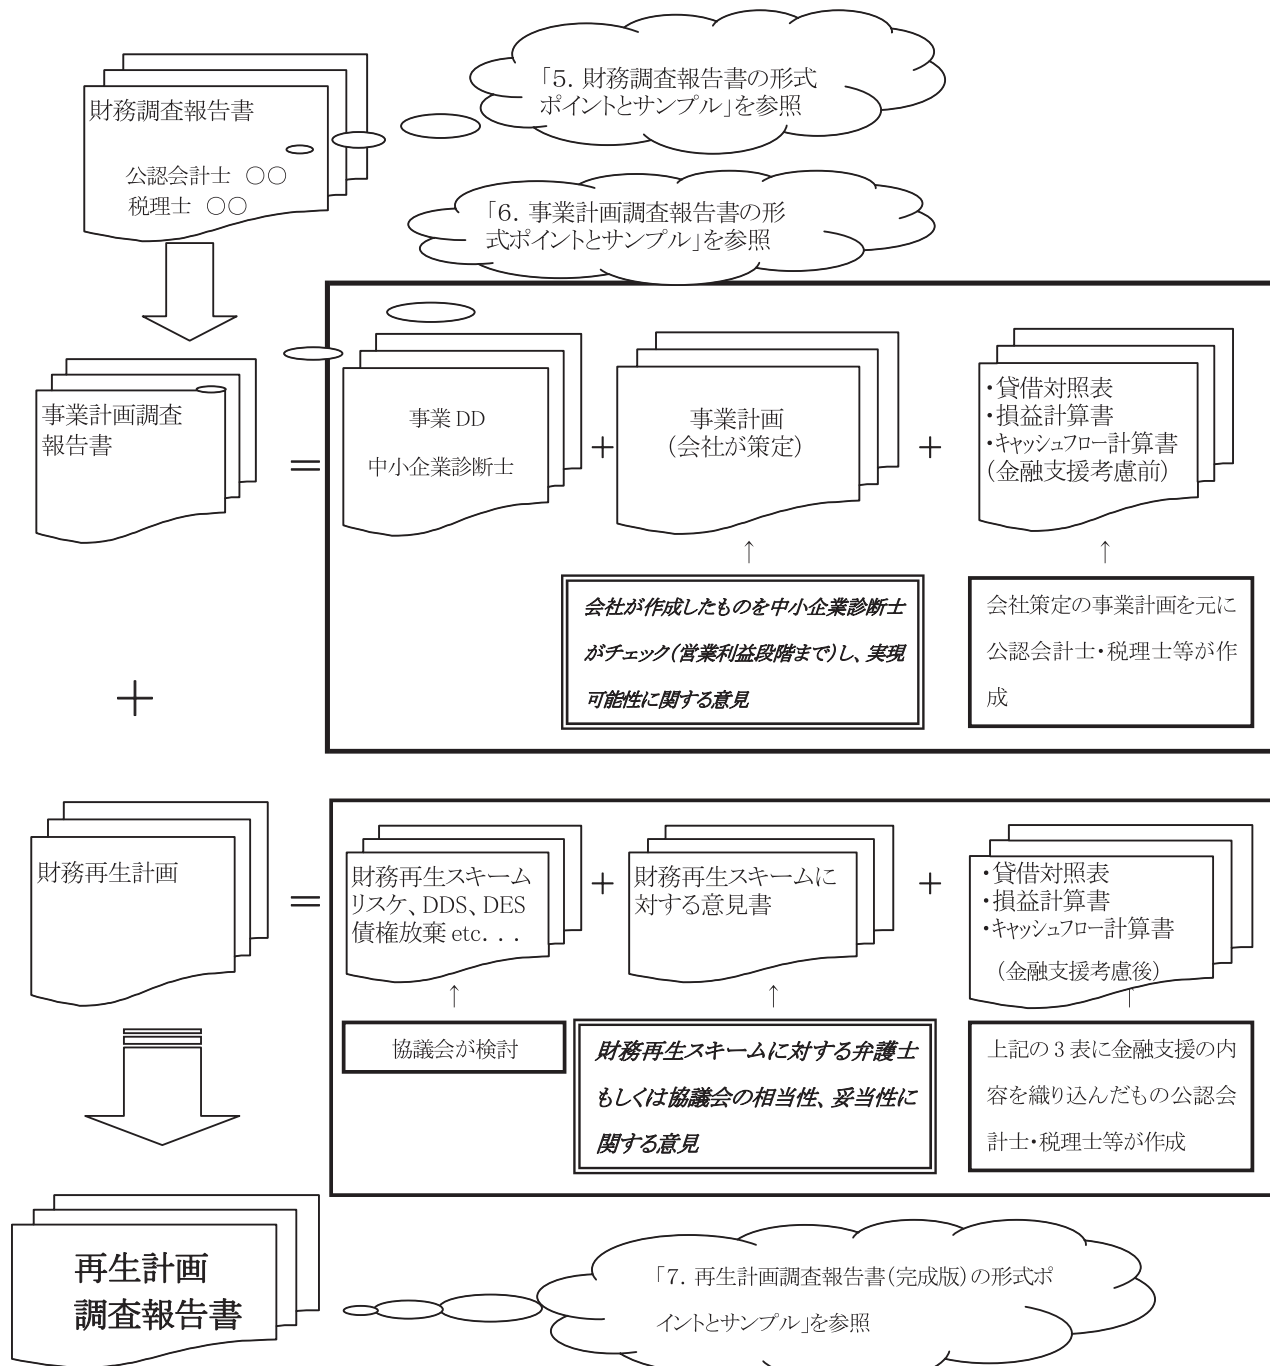 「5. 財務調査報告書の形式
ポイントとサンプル」を参照
財務調査報告書
公認会計士 ○○
税理士 ○○
「6. 事業計画調査報告書の形
式ポイントとサンプル」を参照
事業計画調査
報告書
=
事業 DD
中小企業診断士
+
事業計画
(会社が策定)
+
・貸借対照表
・損益計算書
・キャッシュフロー計算書
(金融支援考慮前)
↑
↑
会社が作成したものを中小企業診断士
がチェック(営業利益段階まで)し、実現
可能性に関する意見
会社策定の事業計画を元に
公認会計士・税理士等が作
成
+
財務再生計画
=
財務再生スキーム
リスケ、DDS、DES
債権放棄 etc. . .
+
財務再生スキームに
対する意見書
+
・貸借対照表
・損益計算書
・キャッシュフロー計算書
(金融支援考慮後)
↑
↑
↑
協議会が検討
財務再生スキームに対する弁護士
もしくは協議会の相当性、妥当性に
関する意見
上記の 3 表に金融支援の内
容を織り込んだもの公認会
計士・税理士等が作成
再生計画
調査報告書
「7. 再生計画調査報告書(完成版)の形式ポ
イントとサンプル」を参照